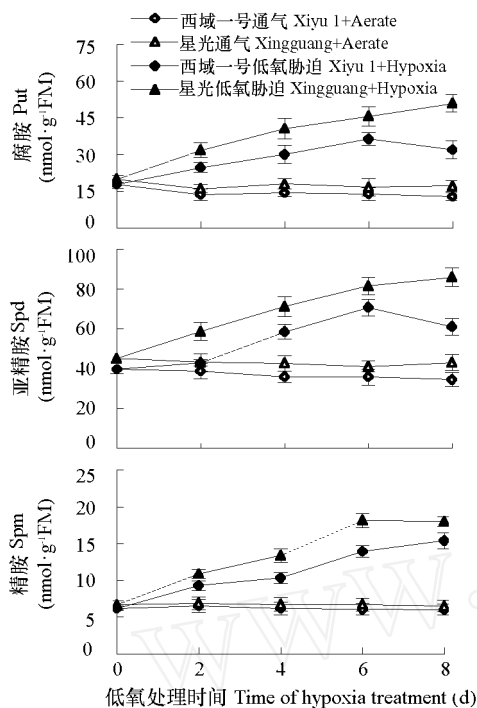 西域一号通气 Xiyu 1+Aerate
星光通气 Xingguang+Aerate
西域一号低氧胁迫 Xiyu 1+Hypoxia
星光低氧胁迫 Xingguang+Hypoxia
腐胺 Put
(nmol·g⁻¹FM)
75
60
45
30
15
0
亚精胺 Spd
(nmol·g⁻¹FM)
100
80
60
40
20
0
精胺 Spm
(nmol·g⁻¹FM)
25
20
15
10
5
0
0 2 4 6 8
低氧处理时间 Time of hypoxia treatment (d)
www.